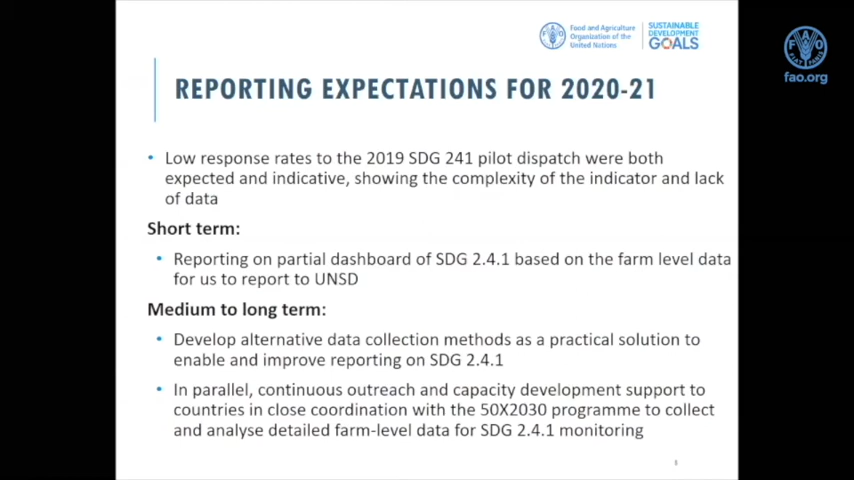 Food and Agriculture
Organization of the
United Nations
SUSTAINABLE
DEVELOPMENT
GOALS
fao.org
REPORTING EXPECTATIONS FOR 2020-21
• Low response rates to the 2019 SDG 241 pilot dispatch were both
expected and indicative, showing the complexity of the indicator and lack
of data
Short term:
• Reporting on partial dashboard of SDG 2.4.1 based on the farm level data
for us to report to UNSD
Medium to long term:
• Develop alternative data collection methods as a practical solution to
enable and improve reporting on SDG 2.4.1
• In parallel, continuous outreach and capacity development support to
countries in close coordination with the 50X2030 programme to collect
and analyse detailed farm-level data for SDG 2.4.1 monitoring